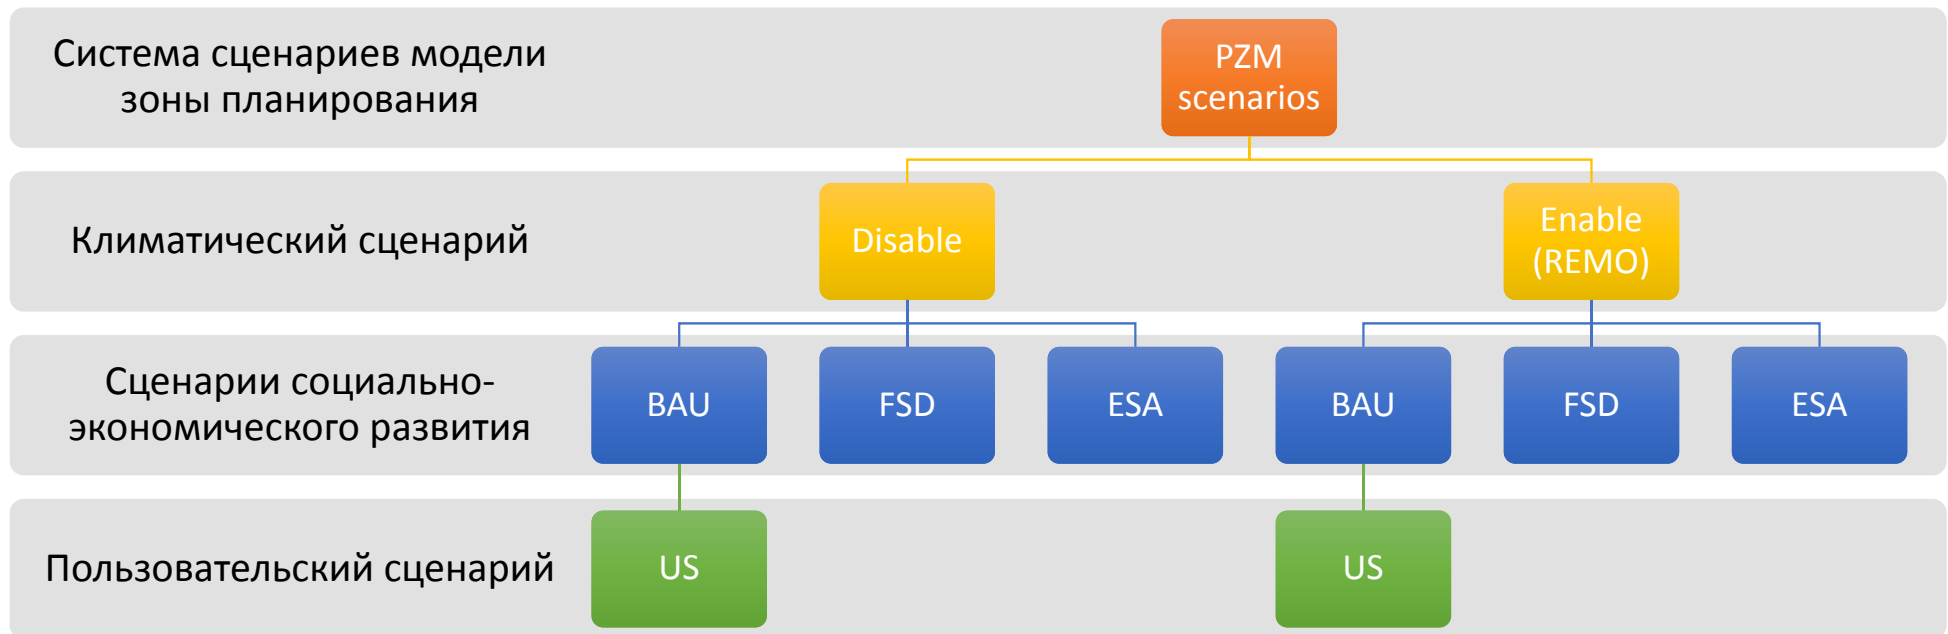 Система сценариев модели
зоны планирования
PZM
scenarios
Климатический сценарий
Disable
Enable
(REMO)
Сценарии социально-
экономического развития
BAU
FSD
ESA
BAU
FSD
ESA
Пользовательский сценарий
US
US